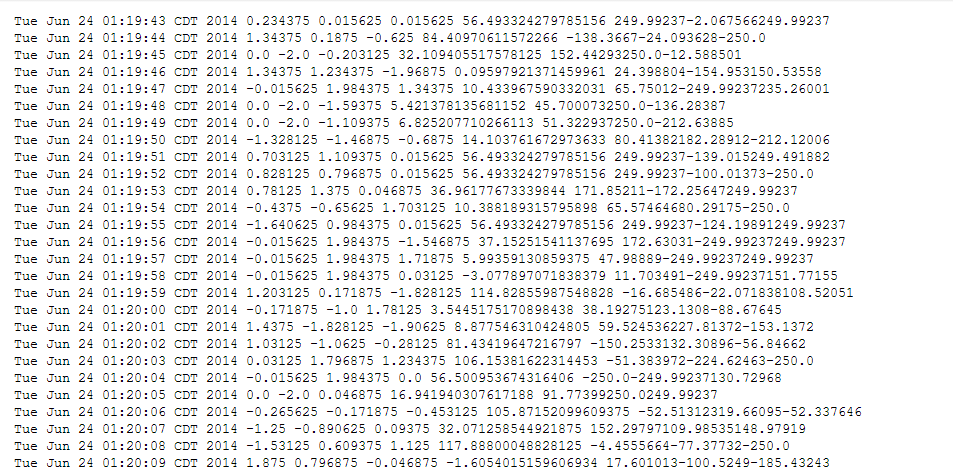 Tue Jun 24 01:19:43 CDT 2014 0.234375 0.015625 0.015625 56.493324279785156 249.99237-2.067566249.99237
Tue Jun 24 01:19:44 CDT 2014 1.34375 0.1875 -0.625 84.40970611572266 -138.3667-24.093628-250.0
Tue Jun 24 01:19:45 CDT 2014 0.0 -2.0 -0.203125 32.109405517578125 152.44293250.0-12.588501
Tue Jun 24 01:19:46 CDT 2014 1.34375 1.234375 -1.96875 0.09597921371459961 24.398804-154.953150.53558
Tue Jun 24 01:19:47 CDT 2014 -0.015625 1.984375 1.34375 10.433967590332031 65.75012-249.99237235.26001
Tue Jun 24 01:19:48 CDT 2014 0.0 -2.0 -1.59375 5.421378135681152 45.700073250.0-136.28387
Tue Jun 24 01:19:49 CDT 2014 0.0 -2.0 -1.109375 6.825207710266113 51.322937250.0-212.63885
Tue Jun 24 01:19:50 CDT 2014 -1.328125 -1.46875 -0.6875 14.103761672973633 80.41382182.28912-212.12006
Tue Jun 24 01:19:51 CDT 2014 0.703125 1.109375 0.015625 56.493324279785156 249.99237-139.015249.491882
Tue Jun 24 01:19:52 CDT 2014 0.828125 0.796875 0.015625 56.493324279785156 249.99237-100.01373-250.0
Tue Jun 24 01:19:53 CDT 2014 0.78125 1.375 0.046875 36.96177673339844 171.85211-172.25647249.99237
Tue Jun 24 01:19:54 CDT 2014 -0.4375 -0.65625 1.703125 10.388189315795898 65.57464680.29175-250.0
Tue Jun 24 01:19:55 CDT 2014 -1.640625 0.984375 0.015625 56.493324279785156 249.99237-124.19891249.99237
Tue Jun 24 01:19:56 CDT 2014 -0.015625 1.984375 -1.546875 37.15251541137695 172.63031-249.99237249.99237
Tue Jun 24 01:19:57 CDT 2014 -0.015625 1.984375 1.71875 5.99359130859375 47.98889-249.99237249.99237
Tue Jun 24 01:19:58 CDT 2014 -0.015625 1.984375 0.03125 -3.077897071838379 11.703491-249.99237151.77155
Tue Jun 24 01:19:59 CDT 2014 1.203125 0.171875 -1.828125 114.82855987548828 -16.685486-22.071838108.52051
Tue Jun 24 01:20:00 CDT 2014 -0.171875 -1.0 1.78125 3.5445175170898438 38.19275123.1308-88.67645
Tue Jun 24 01:20:01 CDT 2014 1.4375 -1.828125 -1.90625 8.877546310424805 59.524536227.81372-153.1372
Tue Jun 24 01:20:02 CDT 2014 1.03125 -1.0625 -0.28125 81.43419647216797 -150.2533132.30896-56.84662
Tue Jun 24 01:20:03 CDT 2014 0.03125 1.796875 1.234375 106.15381622314453 -51.383972-224.62463-250.0
Tue Jun 24 01:20:04 CDT 2014 -0.015625 1.984375 0.0 56.500953674316406 -250.0-249.99237130.72968
Tue Jun 24 01:20:05 CDT 2014 0.0 -2.0 0.046875 16.941940307617188 91.77399250.0249.99237
Tue Jun 24 01:20:06 CDT 2014 -0.265625 -0.171875 -0.453125 105.87152099609375 -52.51312319.66095-52.337646
Tue Jun 24 01:20:07 CDT 2014 -1.25 -0.890625 0.09375 32.071258544921875 152.29797109.98535148.97919
Tue Jun 24 01:20:08 CDT 2014 -1.53125 0.609375 1.125 117.88800048828125 -4.4555664-77.37732-250.0
Tue Jun 24 01:20:09 CDT 2014 1.875 0.796875 -0.046875 -1.6054015159606934 17.601013-100.5249-185.43243